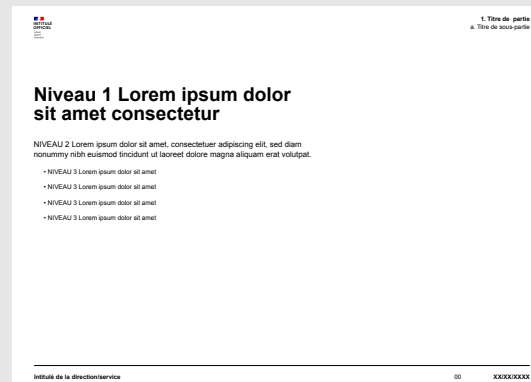 INTITULÉ
OFFICIEL
1. Titre de partie
a. Titre de sous-partie
Niveau 1 Lorem ipsum dolor
sit amet consectetur
NIVEAU 2 Lorem ipsum dolor sit amet, consectetuer adipiscing elit, sed diam
nonummy nibh euismod tincidunt ut laoreet dolore magna aliquam erat volutpat.
• NIVEAU 3 Lorem ipsum dolor sit amet
• NIVEAU 3 Lorem ipsum dolor sit amet
• NIVEAU 3 Lorem ipsum dolor sit amet
• NIVEAU 3 Lorem ipsum dolor sit amet
Intitulé de la direction/service
00
XX/XX/XXXX